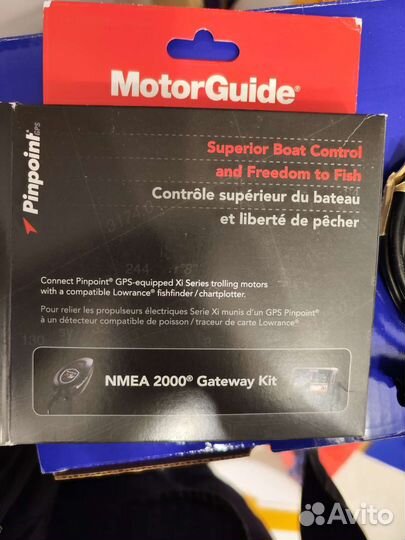 MotorGuide®
Pinpoint® GPS
Superior Boat Control
and Freedom to Fish
Contrôle supérieur du bateau
et liberté de pêcher
Connect Pinpoint® GPS-equipped Xi Series trolling motors
with a compatible Lowrance® fishfinder / chartplotter.
Pour relier les propulseurs électriques Serie Xi munis d'un GPS Pinpoint®
à un détecteur compatible de poisson / traceur de carte Lowrance®
NMEA 2000® Gateway Kit
Avito